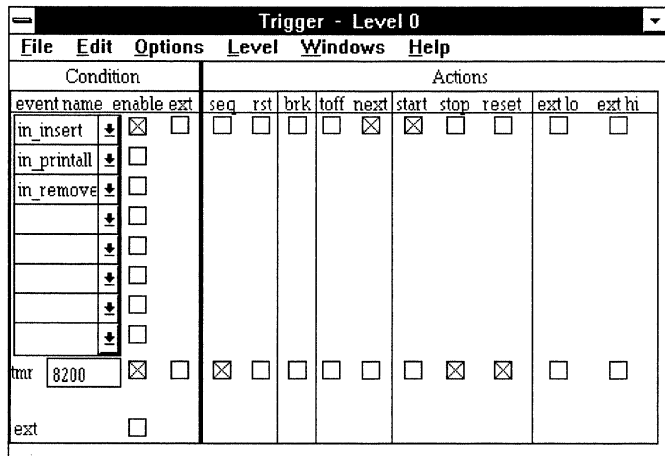 Trigger - Level 0
File Edit Options Level Windows Help
Condition Actions
event name enable ext seq rst brk toff next start stop reset ext lo ext hi
in_insert
in_printall
in_remove
tmr 8200
ext